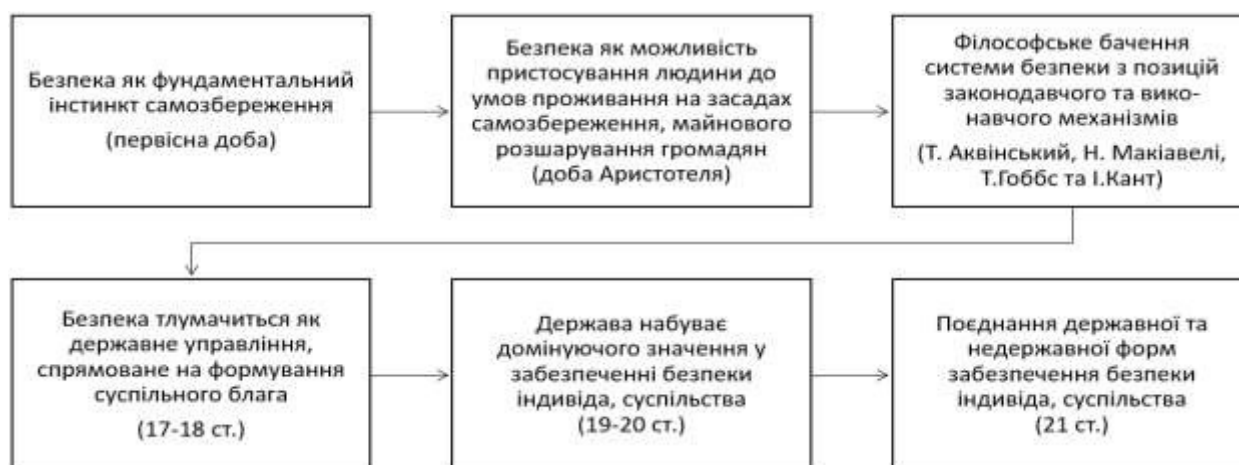 Безпека як фундаментальний
інстинкт самозбереження
(первісна доба)
Безпека як можливість
пристосування людини до
умов проживання на засадах
самозбереження, майнового
розшарування громадян
(доба Аристотеля)
Філософське бачення
системи безпеки з позицій
законодавчого та вико-
навчого механізмів
(Т. Аквінський, Н. Макіавелі,
Т.Гоббс та І.Кант)
Безпека тлумачиться як
державне управління,
спрямоване на формування
суспільного блага
(17-18 ст.)
Держава набуває
домінуючого значення у
забезпеченні безпеки
індивіда, суспільства
(19-20 ст.)
Поєднання державної та
недержавної форм
забезпечення безпеки
індивіда, суспільства
(21 ст.)